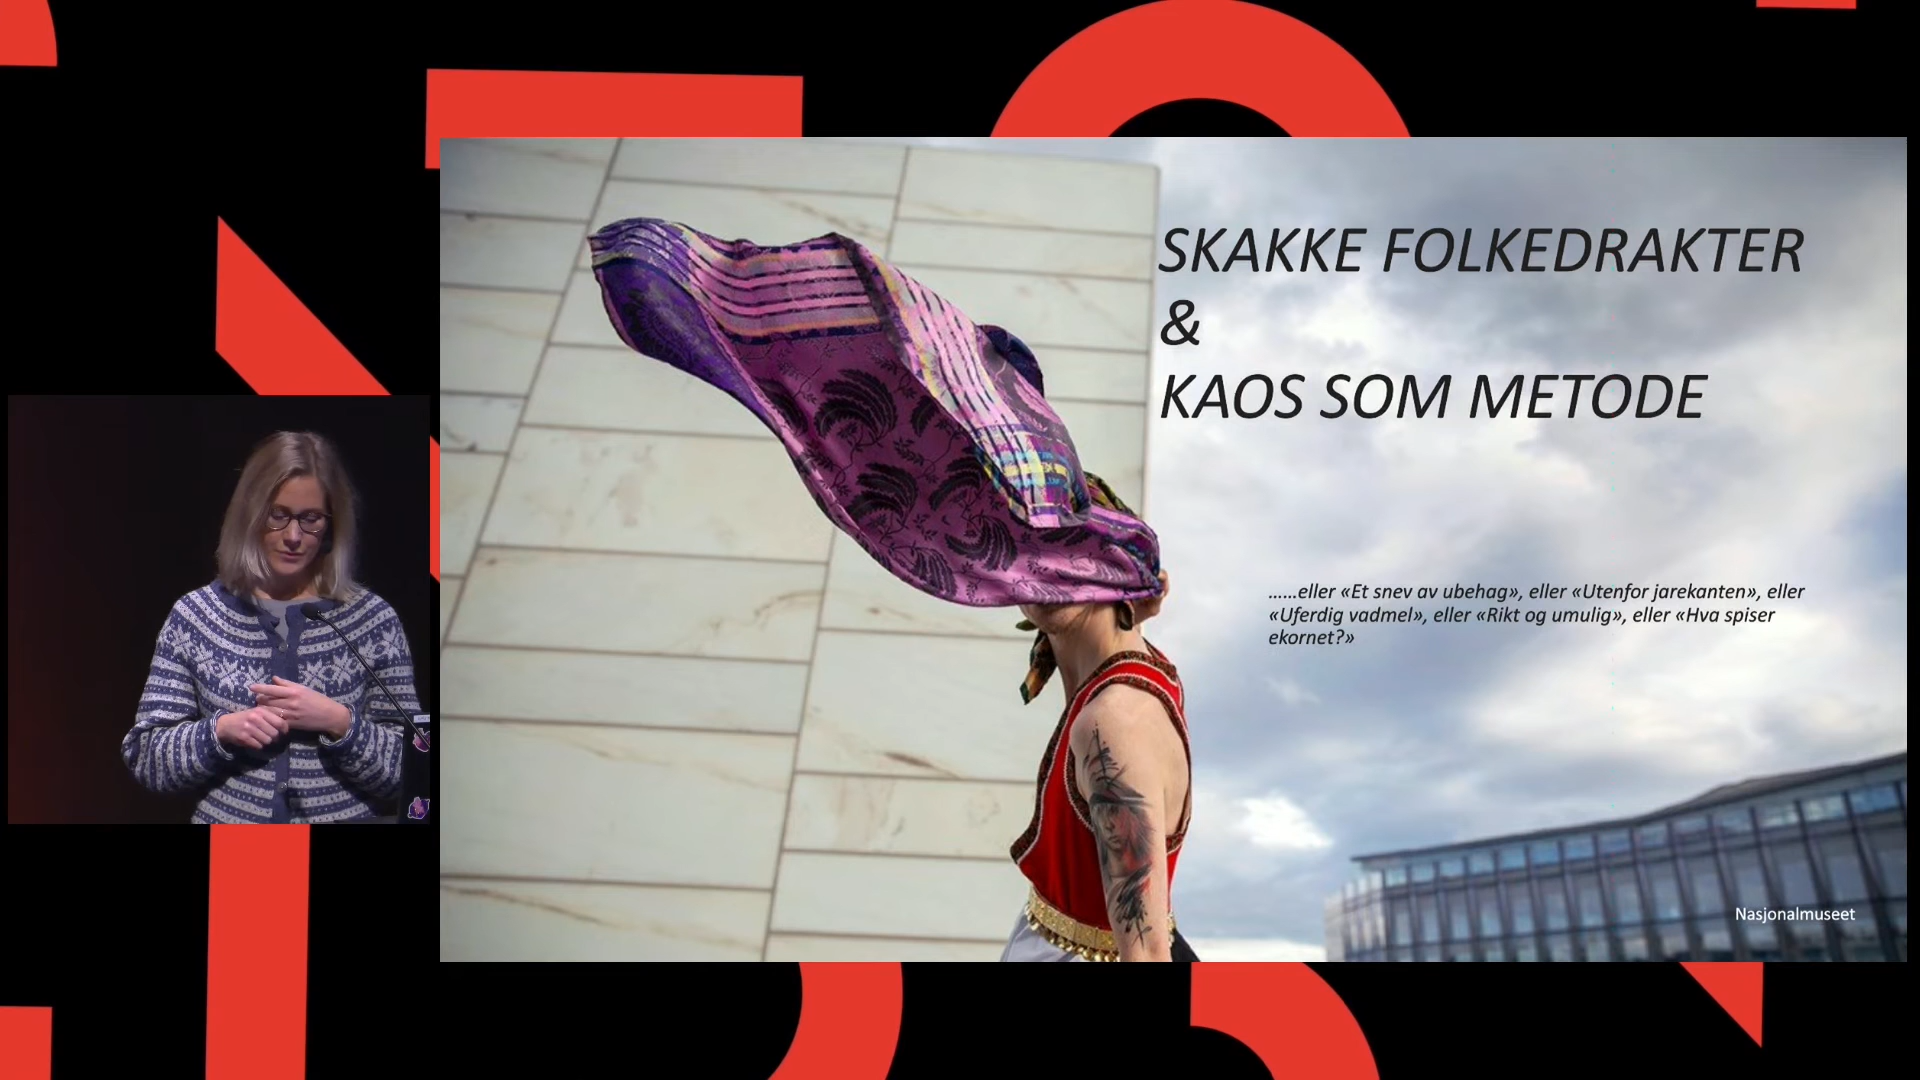 SKAKKE FOLKEDRAKTER
&
KAOS SOM METODE
......eller «Et snev av ubehag», eller «Utenfor jarekanten», eller
«Uferdig vadmel», eller «Rikt og umulig», eller «Hva spiser
ekornet?»
Nasjonalmuseet